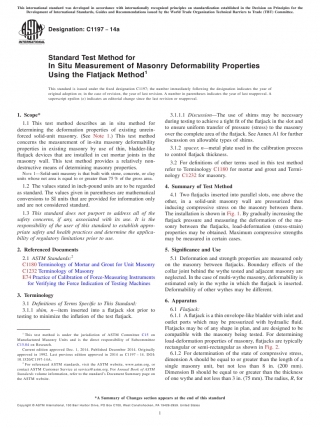 This international standard was developed in accordance with internationally recognized principles on standardization established in the Decision on Principles for the
Development of International Standards, Guides and Recommendations issued by the World Trade Organization Technical Barriers to Trade (TBT) Committee.
Designation: C1197 − 14a
Standard Test Method for
In Situ Measurement of Masonry Deformability Properties
Using the Flatjack Method¹
This standard is issued under the fixed designation C1197; the number immediately following the designation indicates the year of
original adoption or, in the case of revision, the year of last revision. A number in parentheses indicates the year of last reapproval. A
superscript epsilon (ε) indicates an editorial change since the last revision or reapproval.
1. Scope*
1.1 This test method describes an in situ method for
determining the deformation properties of existing unrein-
forced solid-unit masonry. (See Note 1.) This test method
concerns the measurement of in-situ masonry deformability
properties in existing masonry by use of thin, bladder-like
flatjack devices that are installed in cut mortar joints in the
masonry wall. This test method provides a relatively non-
destructive means of determining masonry properties.
NOTE 1—Solid-unit masonry is that built with stone, concrete, or clay
units whose net area is equal to or greater than 75 % of the gross area.
1.2 The values stated in inch-pound units are to be regarded
as standard. The values given in parentheses are mathematical
conversions to SI units that are provided for information only
and are not considered standard.
1.3 This standard does not purport to address all of the
safety concerns, if any, associated with its use. It is the
responsibility of the user of this standard to establish appro-
priate safety and health practices and determine the applica-
bility of regulatory limitations prior to use.
2. Referenced Documents
2.1 ASTM Standards:²
C1180 Terminology of Mortar and Grout for Unit Masonry
C1232 Terminology of Masonry
E74 Practice of Calibration of Force-Measuring Instruments
for Verifying the Force Indication of Testing Machines
3. Terminology
3.1 Definitions of Terms Specific to This Standard:
3.1.1 shim, n—item inserted into a flatjack slot prior to
testing to minimize the inflation of the test flatjack.
¹ This test method is under the jurisdiction of ASTM Committee C15 on
Manufactured Masonry Units and is the direct responsibility of Subcommittee
C15.04 on Research.
Current edition approved Dec. 1, 2014. Published December 2014. Originally
approved in 1992. Last previous edition approved in 2014 as C1197 – 14. DOI:
10.1520/C1197-14A.
² For referenced ASTM standards, visit the ASTM website, www.astm.org, or
contact ASTM Customer Service at service@astm.org. For Annual Book of ASTM
Standards volume information, refer to the standard's Document Summary page on
the ASTM website.
3.1.1.1 Discussion—The use of shims may be necessary
during testing to achieve a tight fit of the flatjack in the slot and
to ensure uniform transfer of pressure (stress) to the masonry
over the complete area of the flatjack. See Annex A1 for further
discussion on allowable types of shims.
3.1.2 spacer, n—metal plate used in the calibration process
to control flatjack thickness.
3.2 For definitions of other terms used in this test method
refer to Terminology C1180 for mortar and grout and Termi-
nology C1232 for masonry.
4. Summary of Test Method
4.1 Two flatjacks inserted into parallel slots, one above the
other, in a solid-unit masonry wall are pressurized thus
inducing compressive stress on the masonry between them.
The installation is shown in Fig. 1. By gradually increasing the
flatjack pressure and measuring the deformation of the ma-
sonry between the flatjacks, load-deformation (stress-strain)
properties may be obtained. Maximum compressive strengths
may be measured in certain cases.
5. Significance and Use
5.1 Deformation and strength properties are measured only
on the masonry between flatjacks. Boundary effects of the
collar joint behind the wythe tested and adjacent masonry are
neglected. In the case of multi-wythe masonry, deformability is
estimated only in the wythe in which the flatjack is inserted.
Deformability of other wythes may be different.
6. Apparatus
6.1 Flatjack:
6.1.1 A flatjack is a thin envelope-like bladder with inlet and
outlet ports which may be pressurized with hydraulic fluid.
Flatjacks may be of any shape in plan, and are designed to be
compatible with the masonry being tested. For determining
load-deformation properties of masonry, flatjacks are typically
rectangular or semi-rectangular as shown in Fig. 2.
6.1.2 For determination of the state of compressive stress,
dimension A should be equal to or greater than the length of a
single masonry unit, but not less than 8 in. (200 mm).
Dimension B should be equal to or greater than the thickness
of one wythe and not less than 3 in. (75 mm). The radius, R, for
*A Summary of Changes section appears at the end of this standard
1